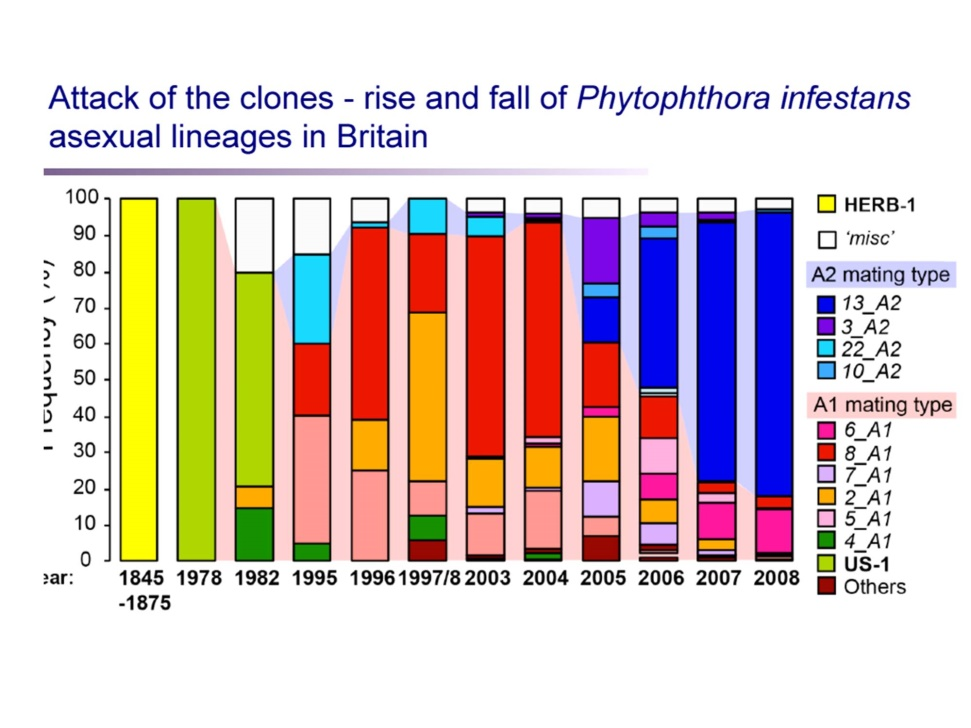 Attack of the clones - rise and fall of Phytophthora infestans
asexual lineages in Britain
100
90
80
70
60
50
40
30
20
10
0
ear:
1845 1978 1982 1995 1996 1997/8 2003 2004 2005 2006 2007 2008
-1875
HERB-1
‘misc’
A2 mating type
13_A2
3_A2
22_A2
10_A2
A1 mating type
6_A1
8_A1
7_A1
2_A1
5_A1
4_A1
US-1
Others